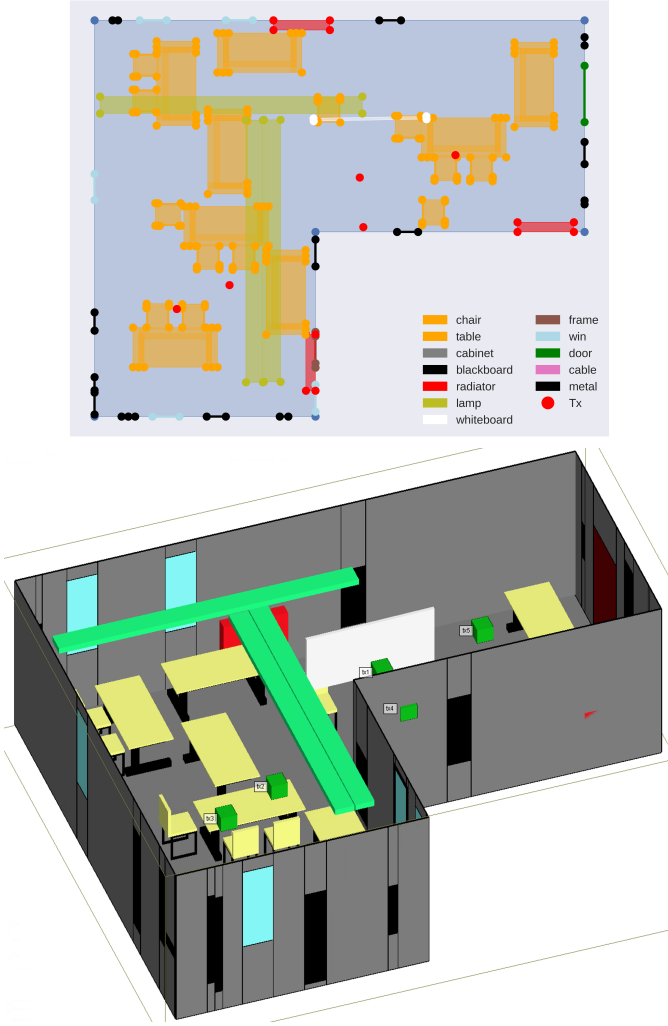 chair
table
cabinet
blackboard
radiator
lamp
whiteboard
frame
win
door
cable
metal
Tx
tx5
tx1
tx4
tx2
tx3